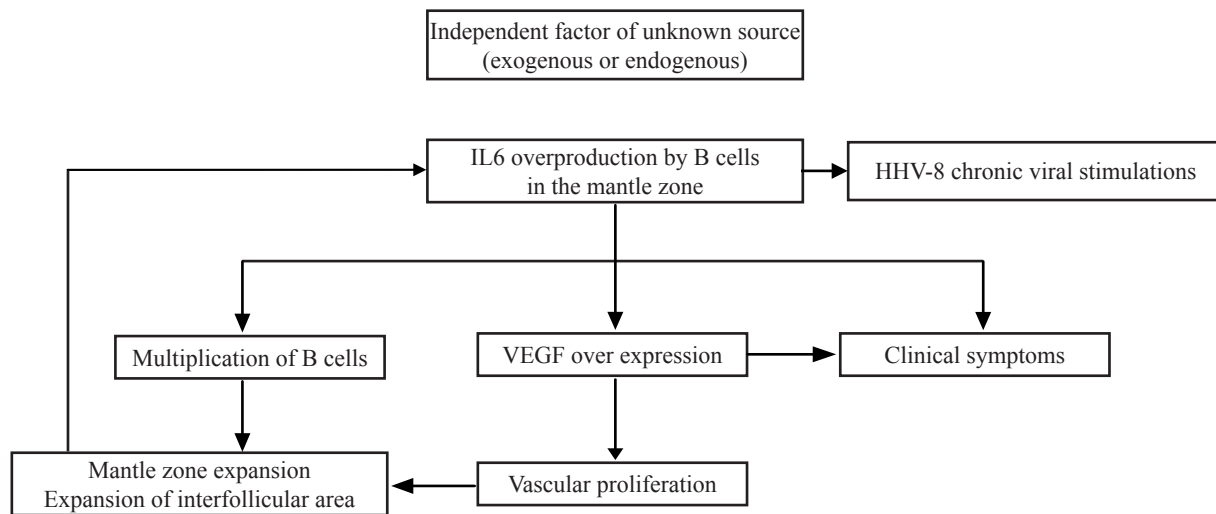 Independent factor of unknown source
(exogenous or endogenous)
IL6 overproduction by B cells
in the mantle zone
HHV-8 chronic viral stimulations
Multiplication of B cells
VEGF over expression
Clinical symptoms
Mantle zone expansion
Expansion of interfollicular area
Vascular proliferation